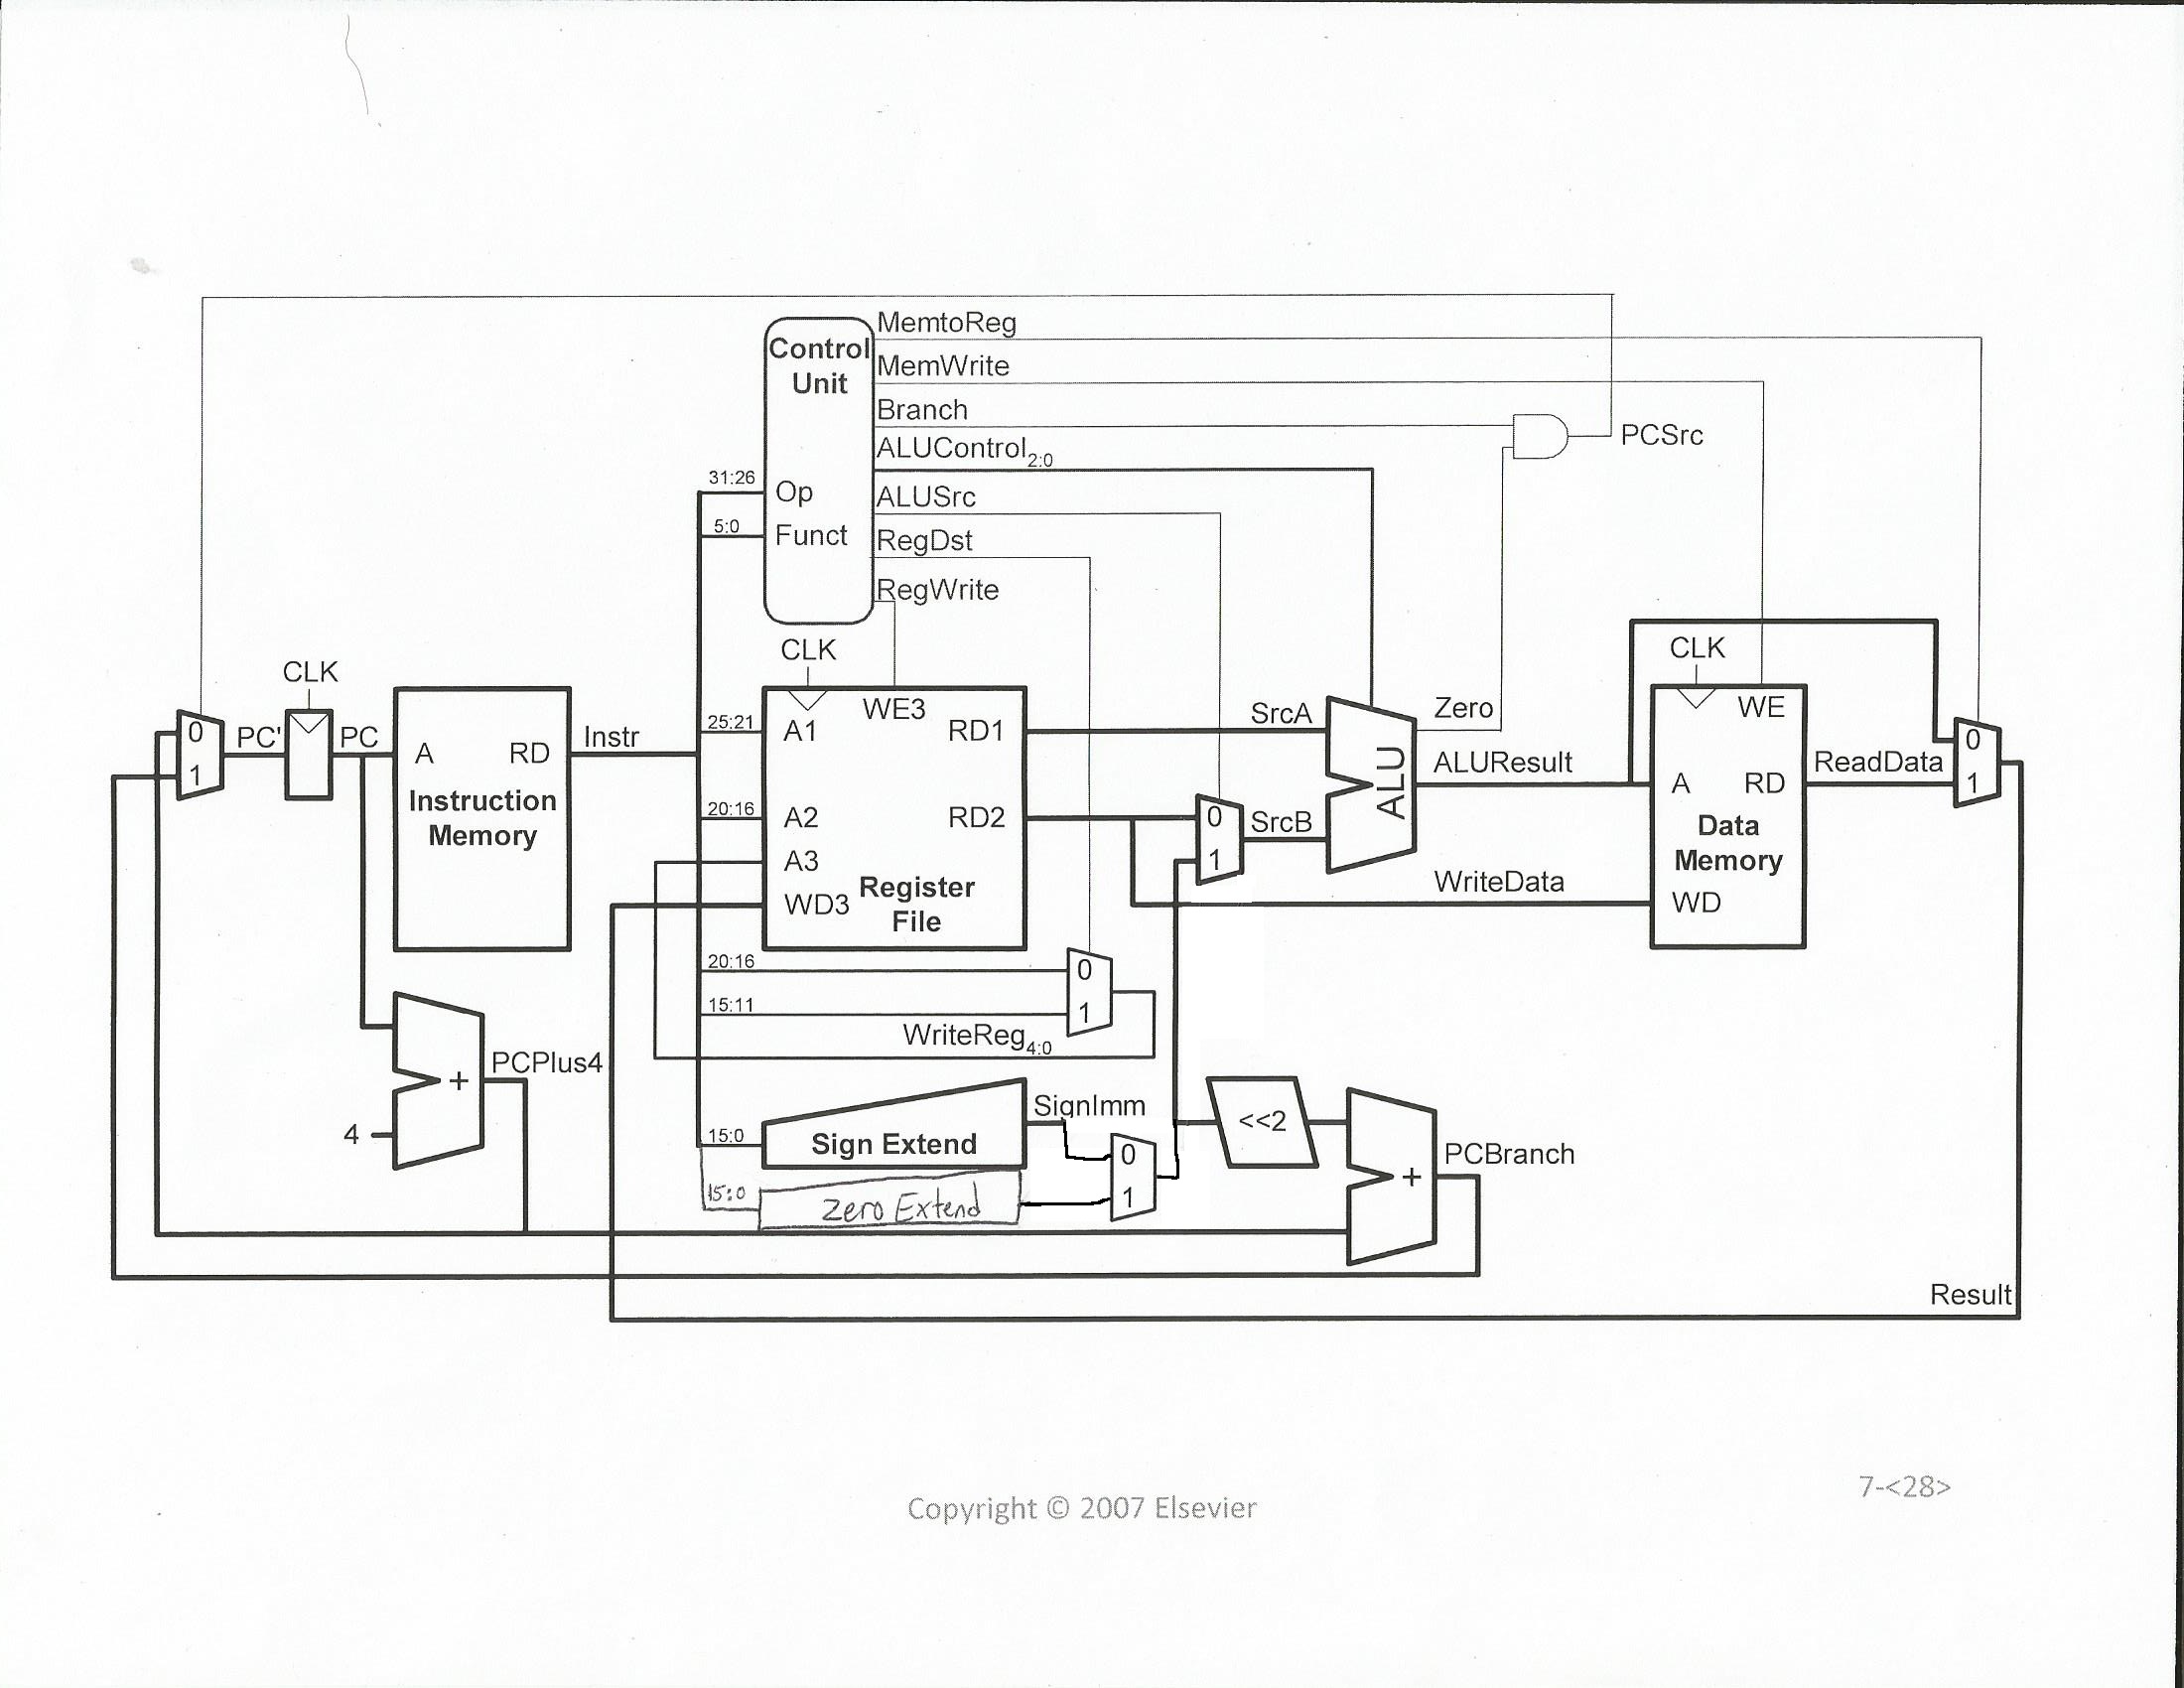 MemtoReg
Control
Unit
MemWrite
Branch
PCSrc
ALUControl2:0
31:26
Op
ALUSrc
5:0
Funct
RegDst
RegWrite
CLK
CLK
CLK
0
1
PC'
PC
A
RD
Instruction
Memory
Instr
25:21
A1
WE3
RD1
20:16
A2
RD2
A3
WD3
Register
File
SrcA
0
1
SrcB
ALU
Zero
ALUResult
WriteData
WE
A
RD
Data
Memory
WD
ReadData
0
1
20:16
0
15:11
1
WriteReg4:0
PCPlus4
+
4
15:0
Sign Extend
SignImm
0
1
15:0
Zero Extend
<<2
+
PCBranch
Result
7-<28>
Copyright © 2007 Elsevier